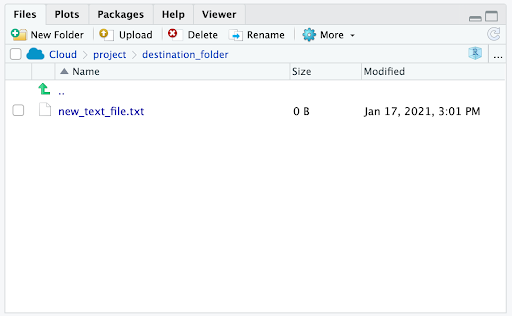 Files Plots Packages Help Viewer
New Folder Upload Delete Rename More
Cloud project destination_folder ...
Name Size Modified
..
new_text_file.txt 0 B Jan 17, 2021, 3:01 PM